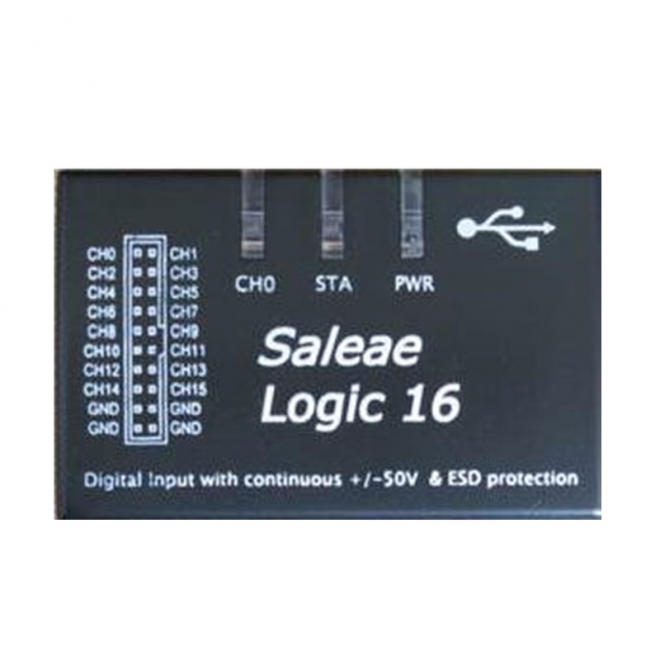 CH0 STA PWR
CH0 CH1
CH2 CH3
CH4 CH5
CH6 CH7
CH8 CH9
CH10 CH11
CH12 CH13
CH14 CH15
GND GND
GND GND
Saleae
Logic 16
Digital Input with continuous +/-50V & ESD protection